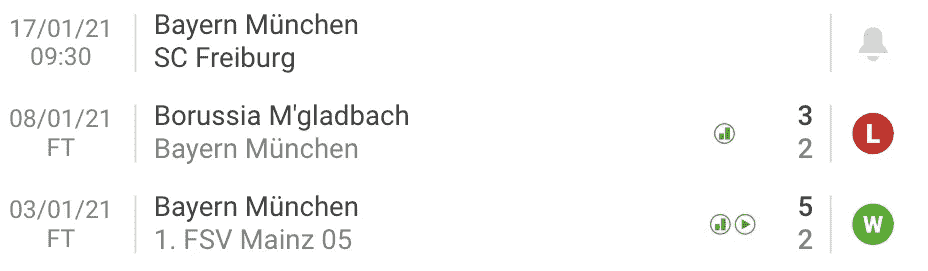 17/01/21
09:30
Bayern München
SC Freiburg
08/01/21
FT
Borussia M'gladbach
Bayern München
3
2
L
03/01/21
FT
Bayern München
1. FSV Mainz 05
5
2
W